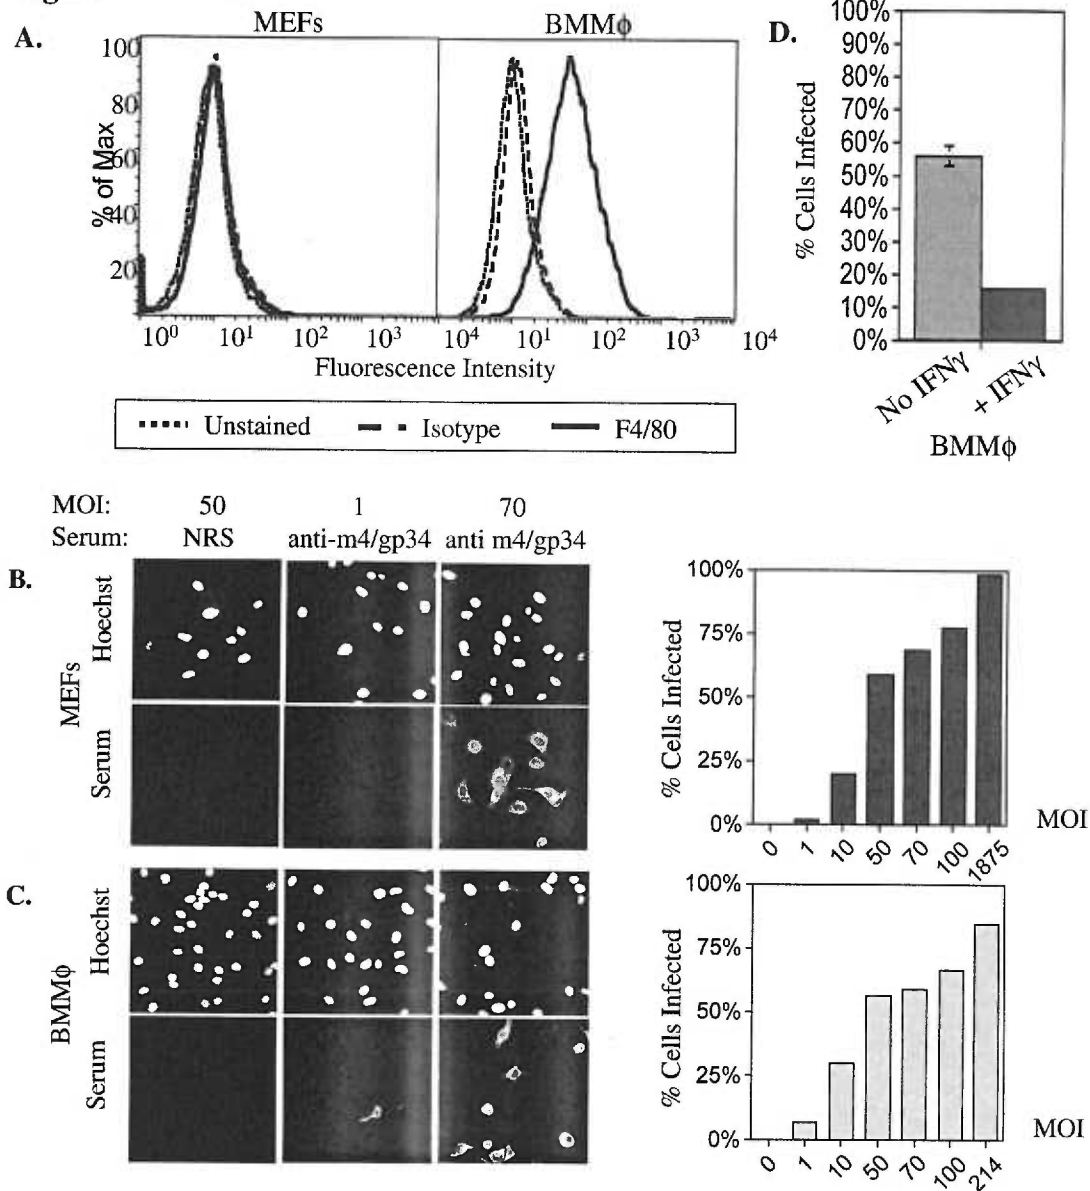 A.
MEFs
BMMϕ
% of Max
100
80
60
40
20
10⁰ 10¹ 10² 10³ 10⁴ 10¹ 10² 10³ 10⁴
Fluorescence Intensity
Unstained Isotype F4/80
D.
% Cells Infected
100%
90%
80%
70%
60%
50%
40%
30%
20%
10%
0%
No IFNγ + IFNγ
BMMϕ
MOI: 50 1 70
Serum: NRS anti-m4/gp34 anti m4/gp34
B.
MEFs
Hoechst
Serum
% Cells Infected
100%
75%
50%
25%
0%
0 1 10 50 70 100 1875
MOI
C.
BMMϕ
Hoechst
Serum
% Cells Infected
100%
75%
50%
25%
0%
0 1 10 50 70 100 214
MOI